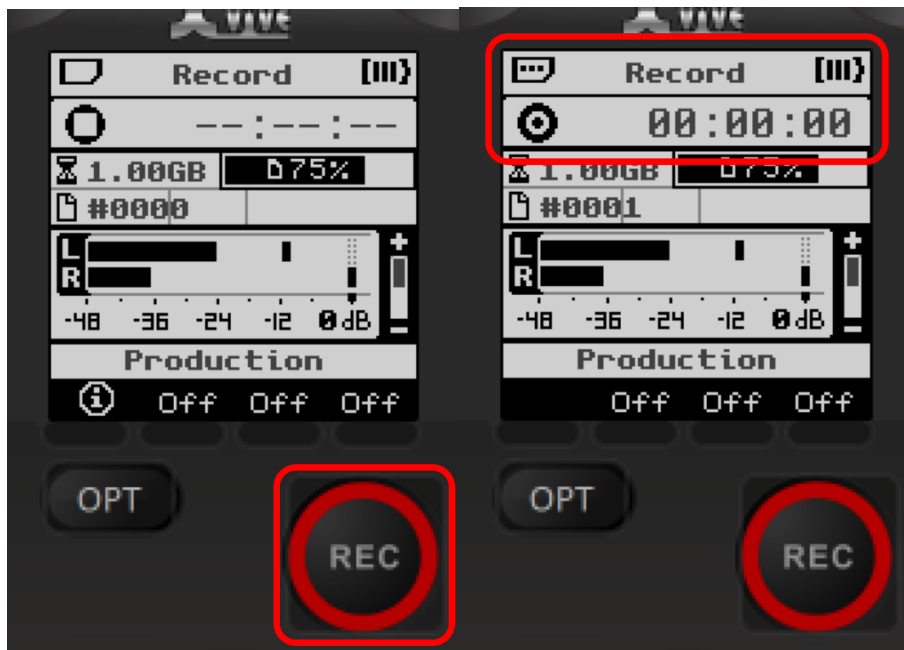 VIVE
Record
--:--:--
1.00GB 75%
#0000
L
R
-48 -36 -24 -12 0dB
+
-
Production
i Off Off Off
OPT
REC
VIVE
Record
00:00:00
1.00GB 75%
#0001
L
R
-48 -36 -24 -12 0dB
+
-
Production
Off Off Off
OPT
REC